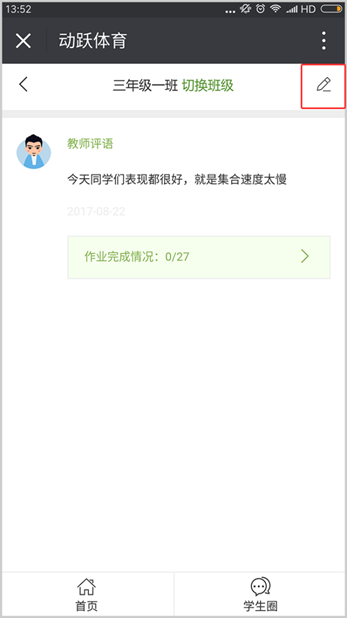 13:52
HD
动跃体育
三年级一班 切换班级
教师评语
今天同学们表现都很好，就是集合速度太慢
2017-08-22
作业完成情况：0/27
首页
学生圈